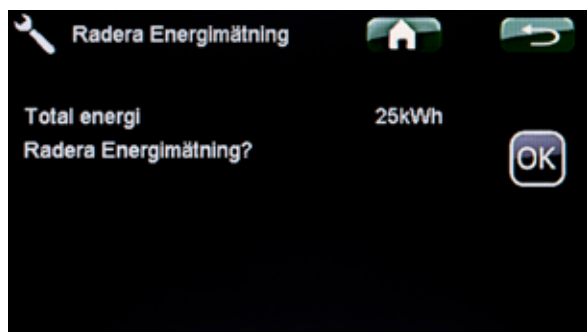 Radera Energimätning
Total energi 25kWh
Radera Energimätning?
OK